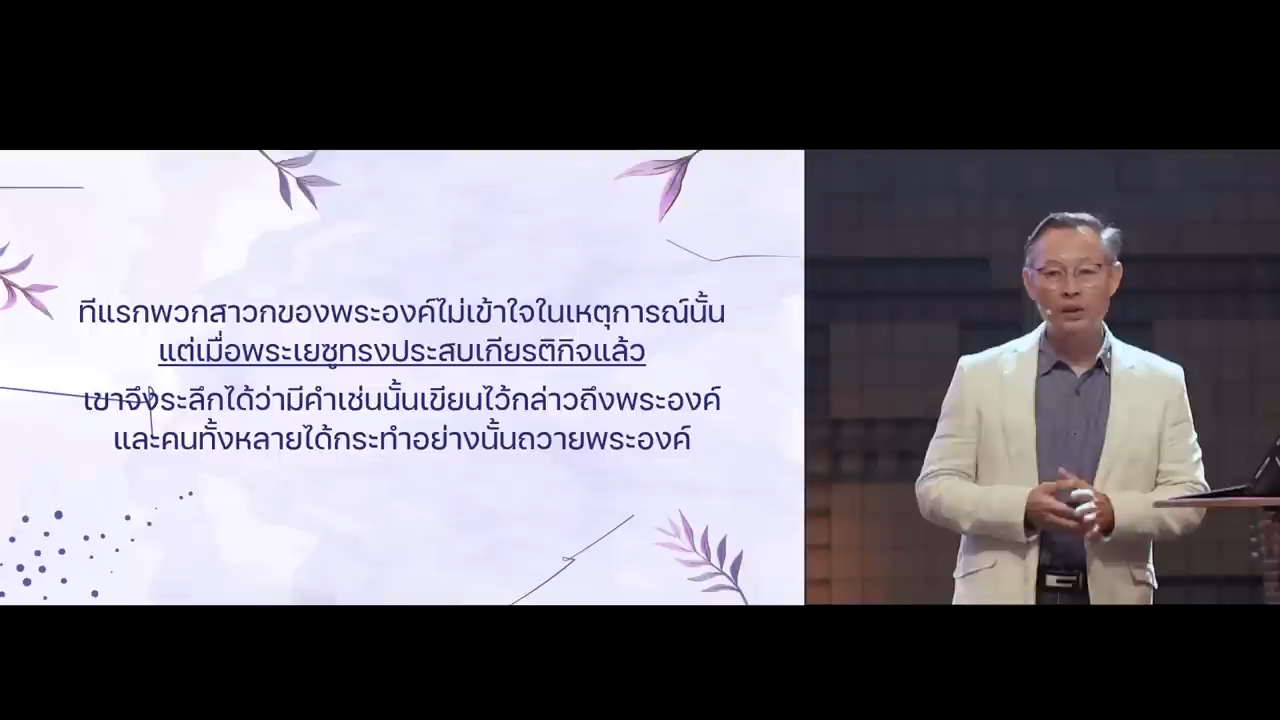 ทีแรกพวกสาวกของพระองค์ไม่เข้าใจในเหตุการณ์นั้น
แต่เมื่อพระเยซูทรงประสบเกียรติกิจแล้ว
เขาจึงระลึกได้ว่ามีคำเช่นนั้นเขียนไว้กล่าวถึงพระองค์
และคนทั้งหลายได้กระทำอย่างนั้นถวายพระองค์